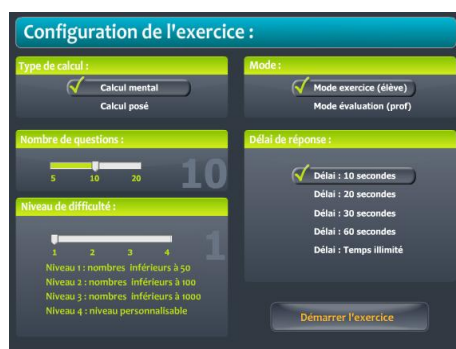 Configuration de l'exercice :
Type de calcul :
Calcul mental
Calcul posé
Mode :
Mode exercice (élève)
Mode évaluation (prof)
Nombre de questions :
5 10 20
10
Délai de réponse :
Délai : 10 secondes
Délai : 20 secondes
Délai : 30 secondes
Délai : 60 secondes
Délai : Temps illimité
Niveau de difficulté :
1 2 3 4
1
Niveau 1 : nombres inférieurs à 50
Niveau 2 : nombres inférieurs à 100
Niveau 3 : nombres inférieurs à 1000
Niveau 4 : niveau personnalisable
Démarrer l'exercice